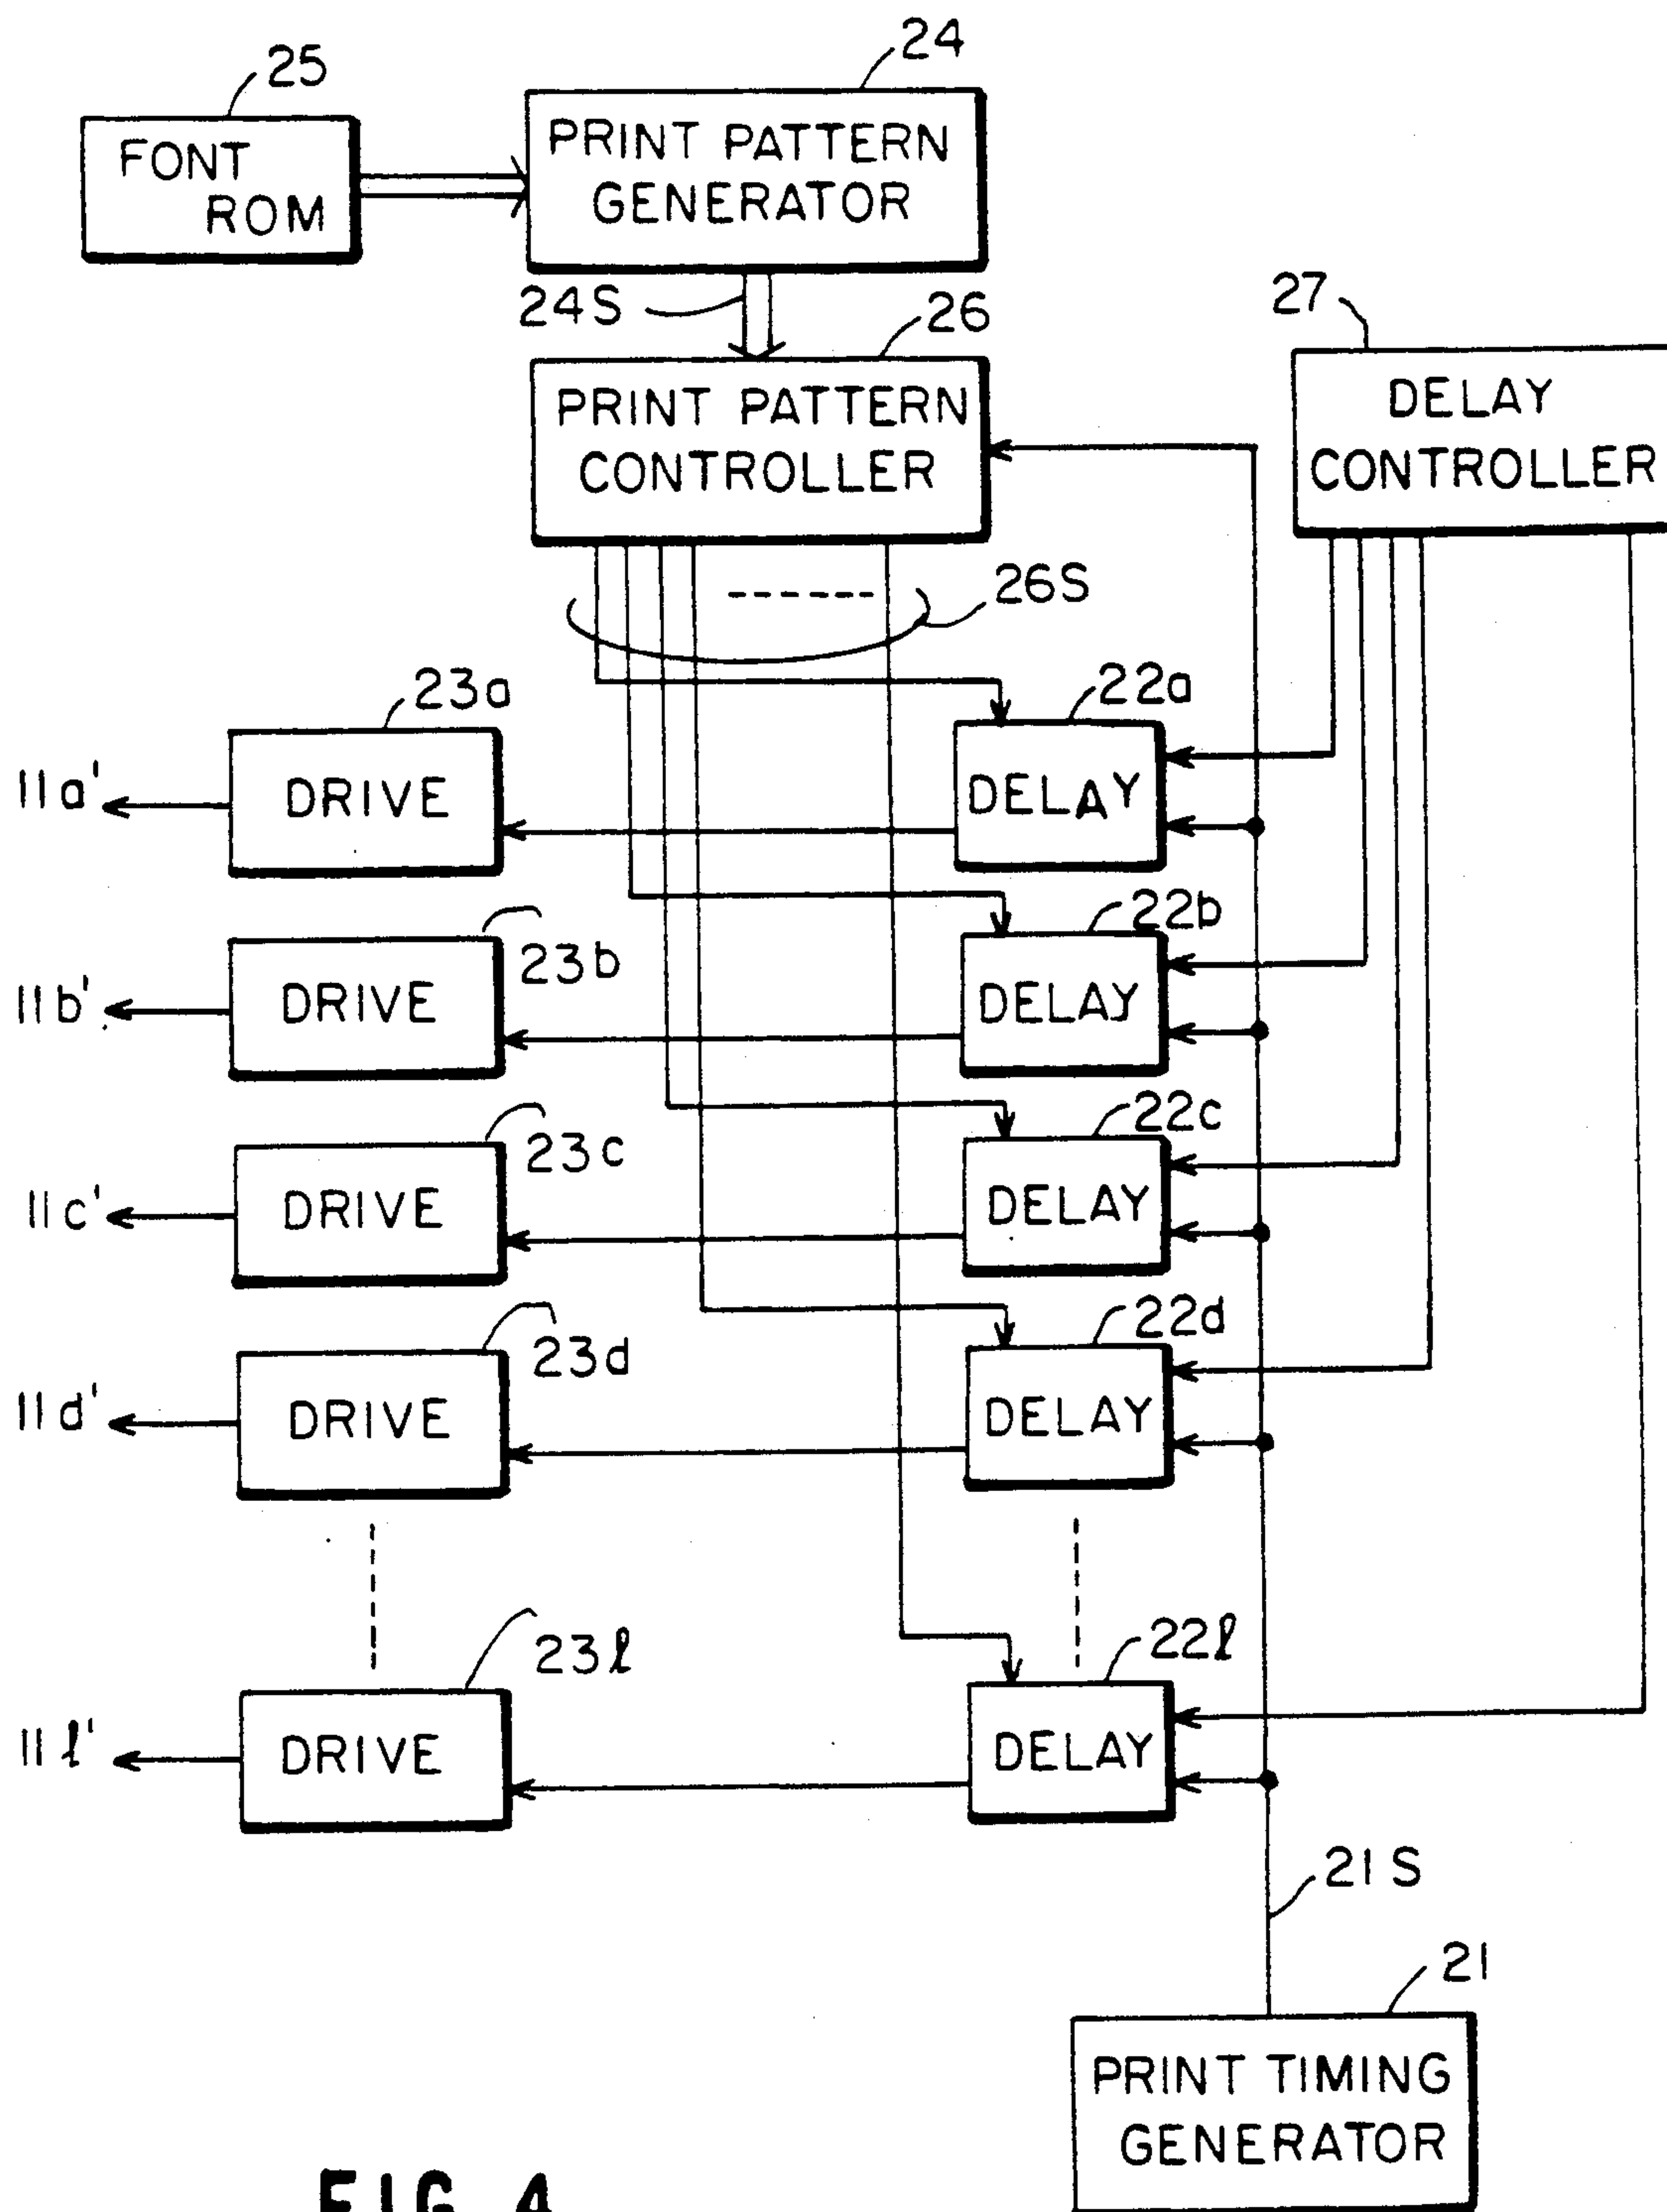 24
25
PRINT PATTERN
GENERATOR
FONT
ROM
24S
26
27
PRINT PATTERN
CONTROLLER
DELAY
CONTROLLER
26S
23a
22a
11a'
DRIVE
DELAY
22b
23b
11b'
DRIVE
DELAY
22c
23c
11c'
DRIVE
DELAY
22d
23d
11d'
DRIVE
DELAY
23ℓ
22ℓ
11ℓ'
DRIVE
DELAY
21S
21
PRINT TIMING
GENERATOR
FIG. 4